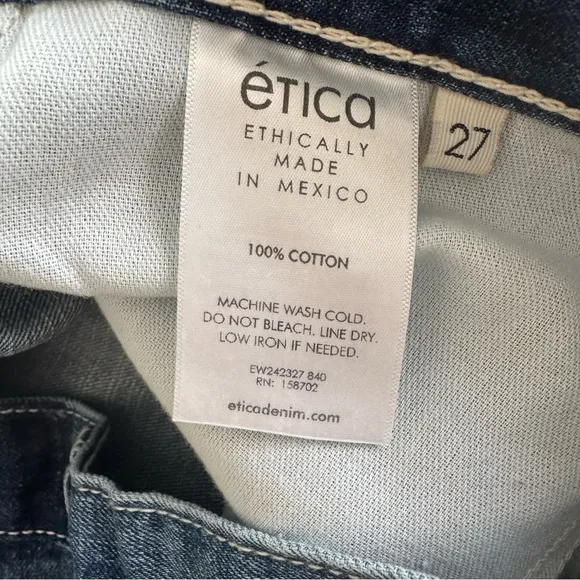 éTICA
ETHICALLY
MADE
IN MEXICO
27
100% COTTON
MACHINE WASH COLD.
DO NOT BLEACH. LINE DRY.
LOW IRON IF NEEDED.
EW242327 840
RN: 158702
eticadenim.com